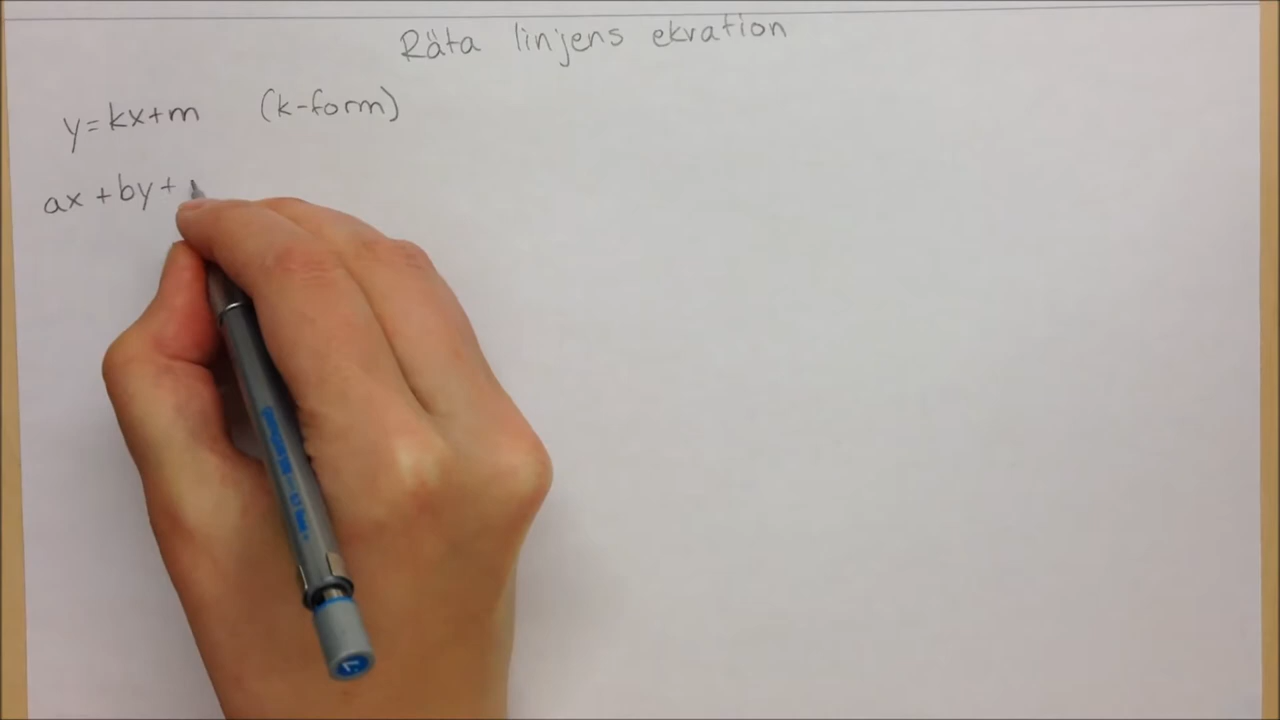 Räta linjens ekvation
y=kx+m (k-form)
ax+by+